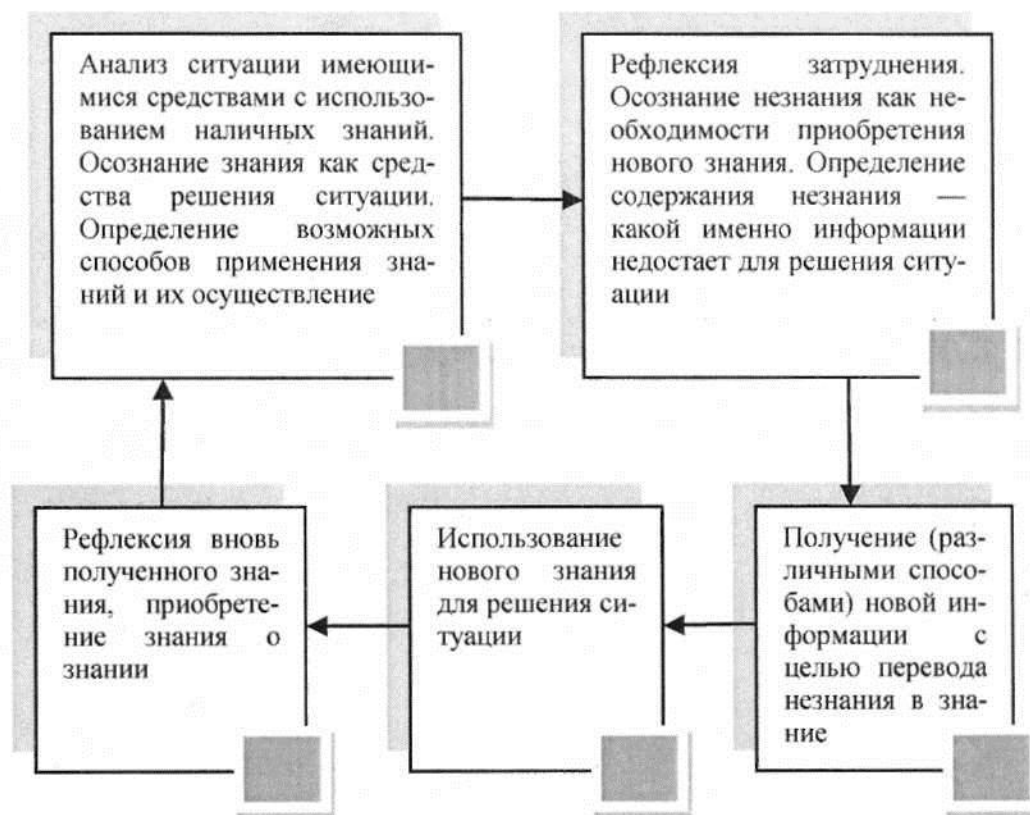 Анализ ситуации имеющи-
мися средствами с использо-
ванием наличных знаний.
Осознание знания как сред-
ства решения ситуации.
Определение возможных
способов применения зна-
ний и их осуществление
Рефлексия затруднения.
Осознание незнания как не-
обходимости приобретения
нового знания. Определение
содержания незнания —
какой именно информации
недостает для решения ситу-
ации
Получение (раз-
личными спосо-
бами) новой ин-
формации с
целью перевода
незнания в зна-
ние
Использование
нового знания
для решения си-
туации
Рефлексия вновь
полученного зна-
ния, приобрете-
ние знания о
знании